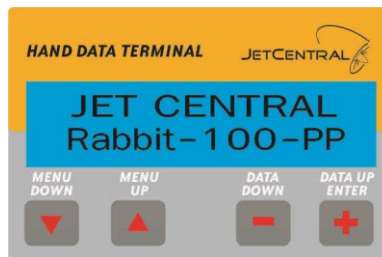 HAND DATA TERMINAL
JETCENTRAL
JET CENTRAL
Rabbit-100-PP
MENU DOWN
MENU UP
DATA DOWN
DATA UP ENTER